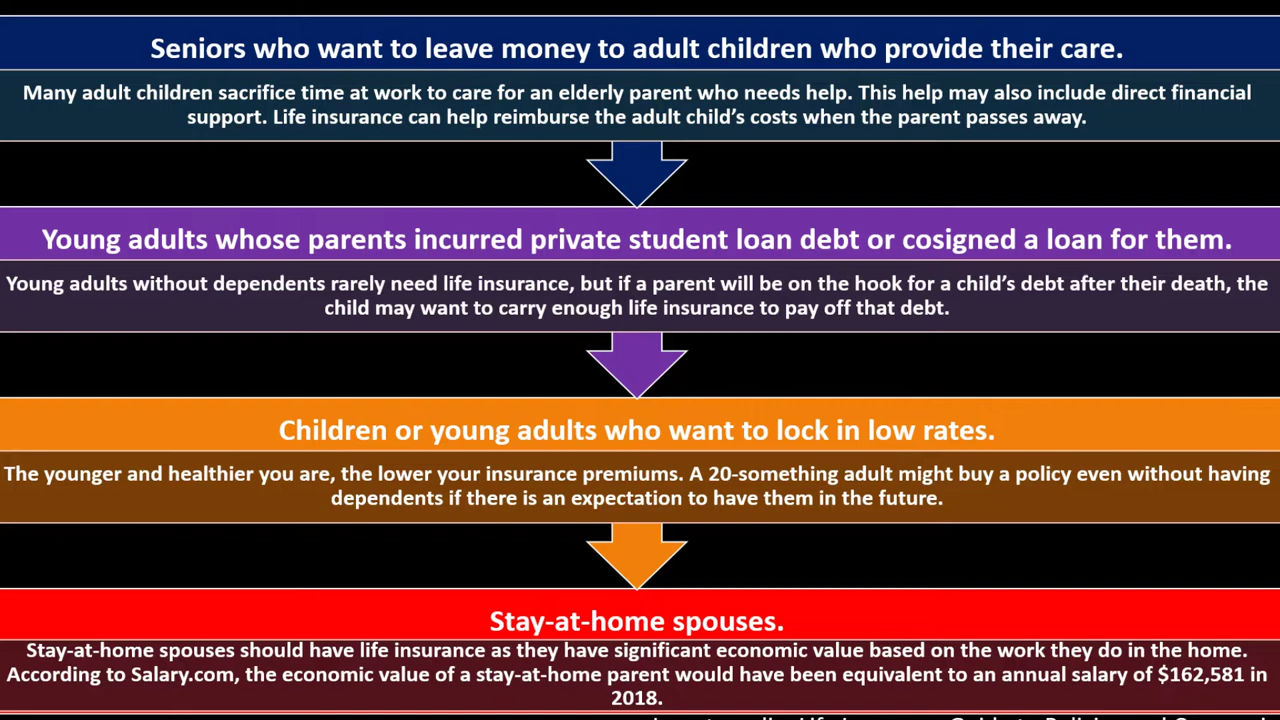 Seniors who want to leave money to adult children who provide their care.
Many adult children sacrifice time at work to care for an elderly parent who needs help. This help may also include direct financial
support. Life insurance can help reimburse the adult child's costs when the parent passes away.
Young adults whose parents incurred private student loan debt or cosigned a loan for them.
Young adults without dependents rarely need life insurance, but if a parent will be on the hook for a child's debt after their death, the
child may want to carry enough life insurance to pay off that debt.
Children or young adults who want to lock in low rates.
The younger and healthier you are, the lower your insurance premiums. A 20-something adult might buy a policy even without having
dependents if there is an expectation to have them in the future.
Stay-at-home spouses.
Stay-at-home spouses should have life insurance as they have significant economic value based on the work they do in the home.
According to Salary.com, the economic value of a stay-at-home parent would have been equivalent to an annual salary of $162,581 in
2018.